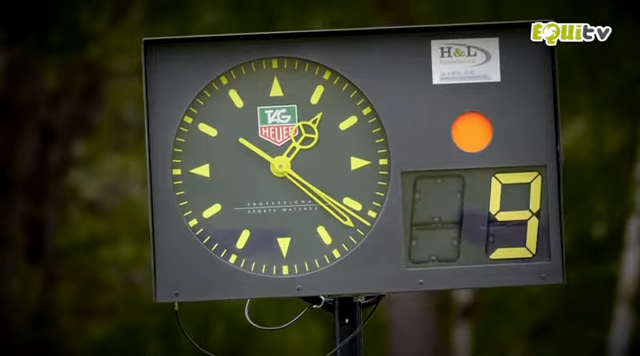 EQUItv
H&L
TAG
HEUER
PROFESSIONAL
SPORTS WATCHES
9